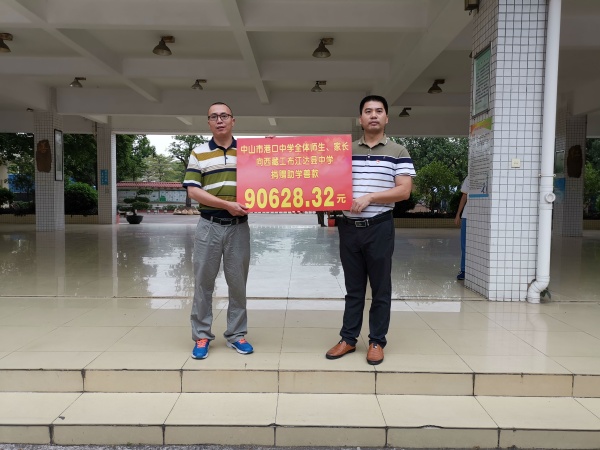 中山市港口中学全体师生、家长
向西藏工布江达县中学
捐赠助学善款
90628.32元